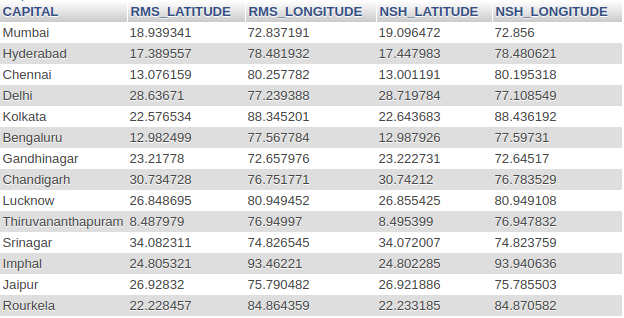 CAPITAL RMS_LATITUDE RMS_LONGITUDE NSH_LATITUDE NSH_LONGITUDE
Mumbai 18.939341 72.837191 19.096472 72.856
Hyderabad 17.389557 78.481932 17.447983 78.480621
Chennai 13.076159 80.257782 13.001191 80.195318
Delhi 28.63671 77.239388 28.719784 77.108549
Kolkata 22.576534 88.345201 22.643683 88.436192
Bengaluru 12.982499 77.567784 12.987926 77.59731
Gandhinagar 23.21778 72.657976 23.222731 72.64517
Chandigarh 30.734728 76.751771 30.74212 76.783529
Lucknow 26.848695 80.949452 26.855425 80.949108
Thiruvananthapuram 8.487979 76.94997 8.495399 76.947832
Srinagar 34.082311 74.826545 34.072007 74.823759
Imphal 24.805321 93.46221 24.802285 93.940636
Jaipur 26.92832 75.790482 26.921886 75.785503
Rourkela 22.228457 84.864359 22.233185 84.870582